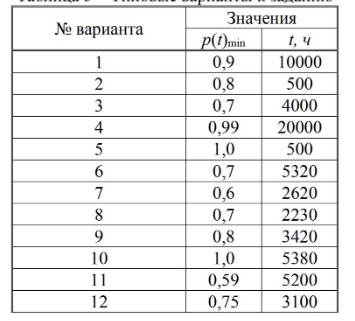 Таблица 3 – Типовые варианты к заданию
№ варианта
Значения
p(t)min
t, ч
1 0,9 10000
2 0,8 500
3 0,7 4000
4 0,99 20000
5 1,0 500
6 0,7 5320
7 0,6 2620
8 0,7 2230
9 0,8 3420
10 1,0 5380
11 0,59 5200
12 0,75 3100